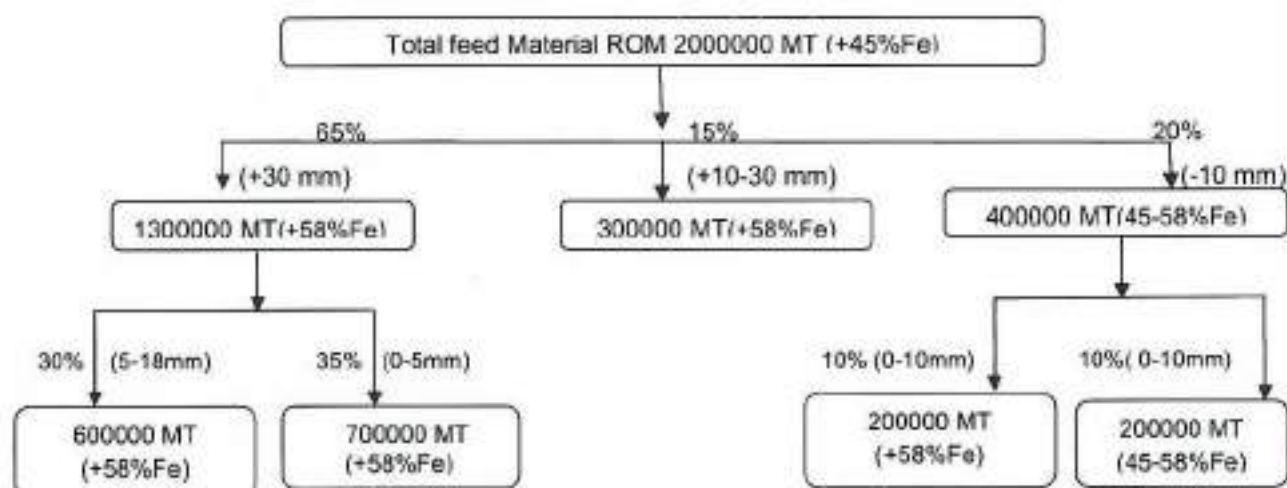 Total feed Material ROM 2000000 MT (+45%Fe)
65% 15% 20%
(+30 mm) (+10-30 mm) (-10 mm)
1300000 MT(+58%Fe) 300000 MT(+58%Fe) 400000 MT(45-58%Fe)
30% (5-18mm) 35% (0-5mm) 10% (0-10mm) 10%( 0-10mm)
600000 MT 700000 MT 200000 MT 200000 MT
(+58%Fe) (+58%Fe) (+58%Fe) (45-58%Fe)